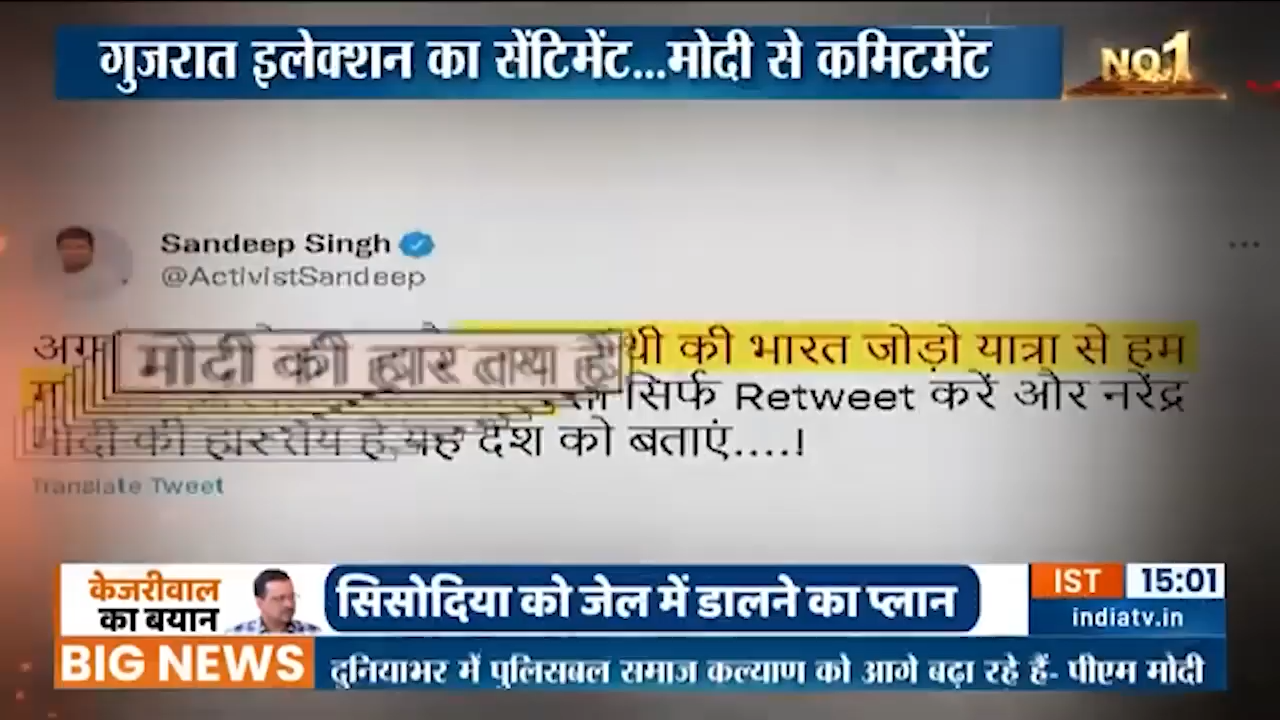 गुजरात इलेक्शन का सेंटिमेंट...मोदी से कमिटमेंट
NO.1
Sandeep Singh
@ActivistSandeep
मोदी की हार तय है
की भारत जोड़ो यात्रा से हम
सिर्फ Retweet करें और नरेंद्र
देश को बताएं....!
Translate Tweet
केजरीवाल
का बयान
सिसोदिया को जेल में डालने का प्लान
IST 15:01
indiatv.in
BIG NEWS
दुनियाभर में पुलिसबल समाज कल्याण को आगे बढ़ा रहे हैं- पीएम मोदी